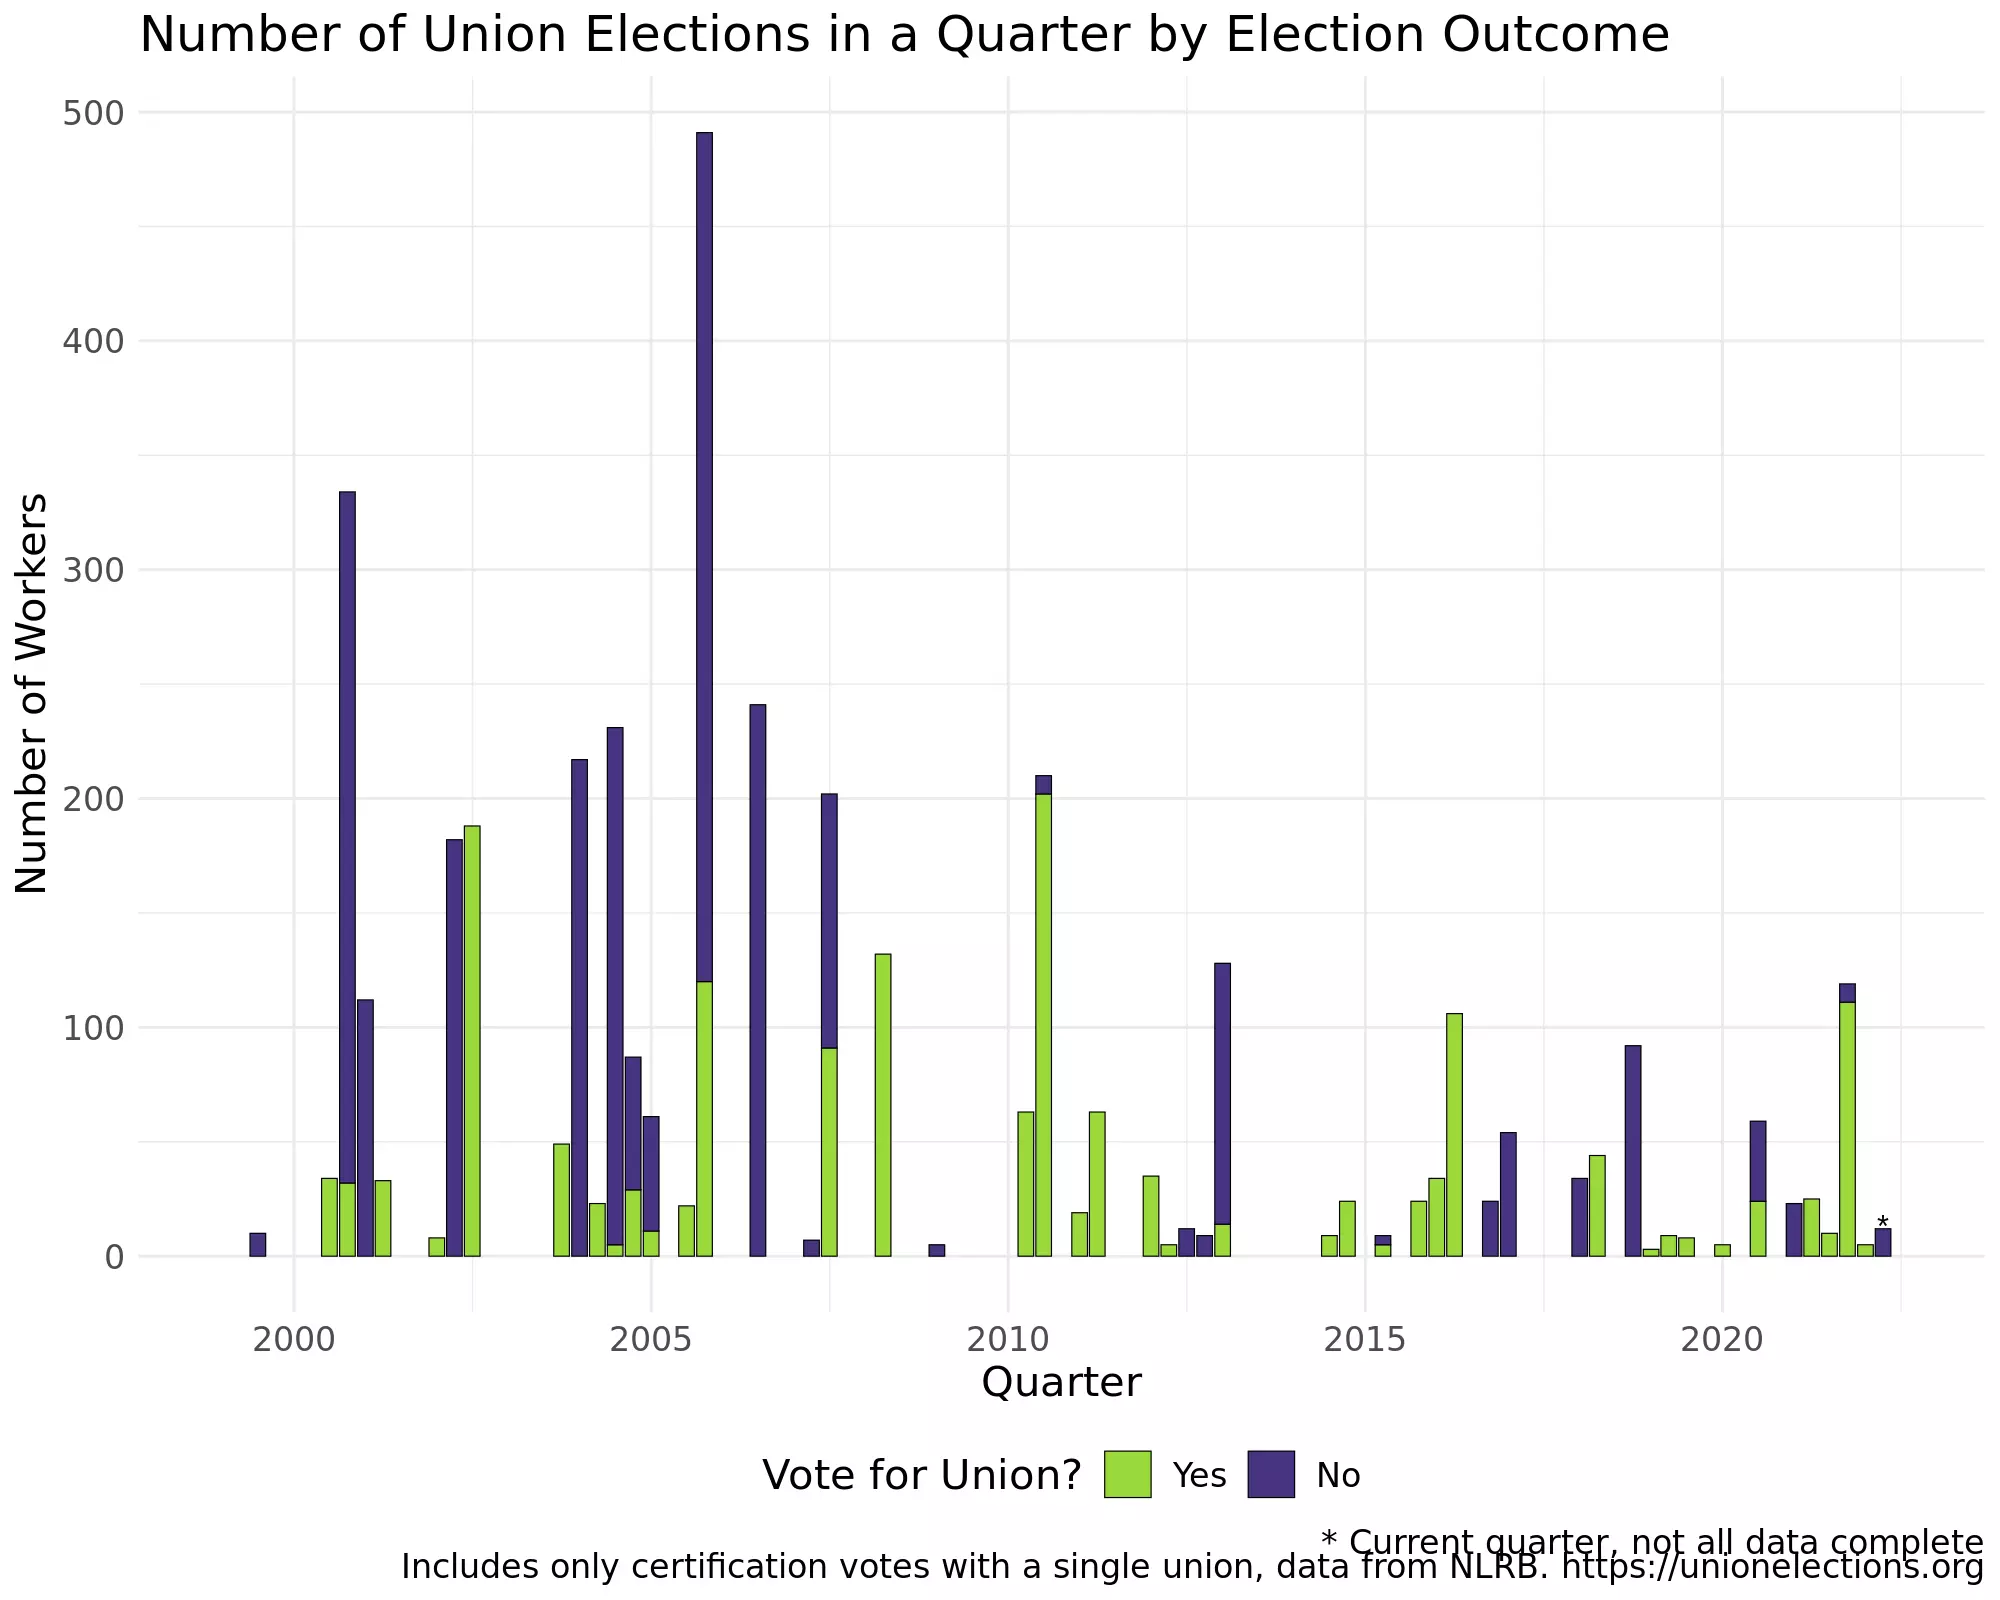 Number of Union Elections in a Quarter by Election Outcome
500
400
300
200
100
0
Number of Workers
*
2000 2005 2010 2015 2020
Quarter
Vote for Union? Yes No
* Current quarter, not all data complete
Includes only certification votes with a single union, data from NLRB. https://unionelections.org